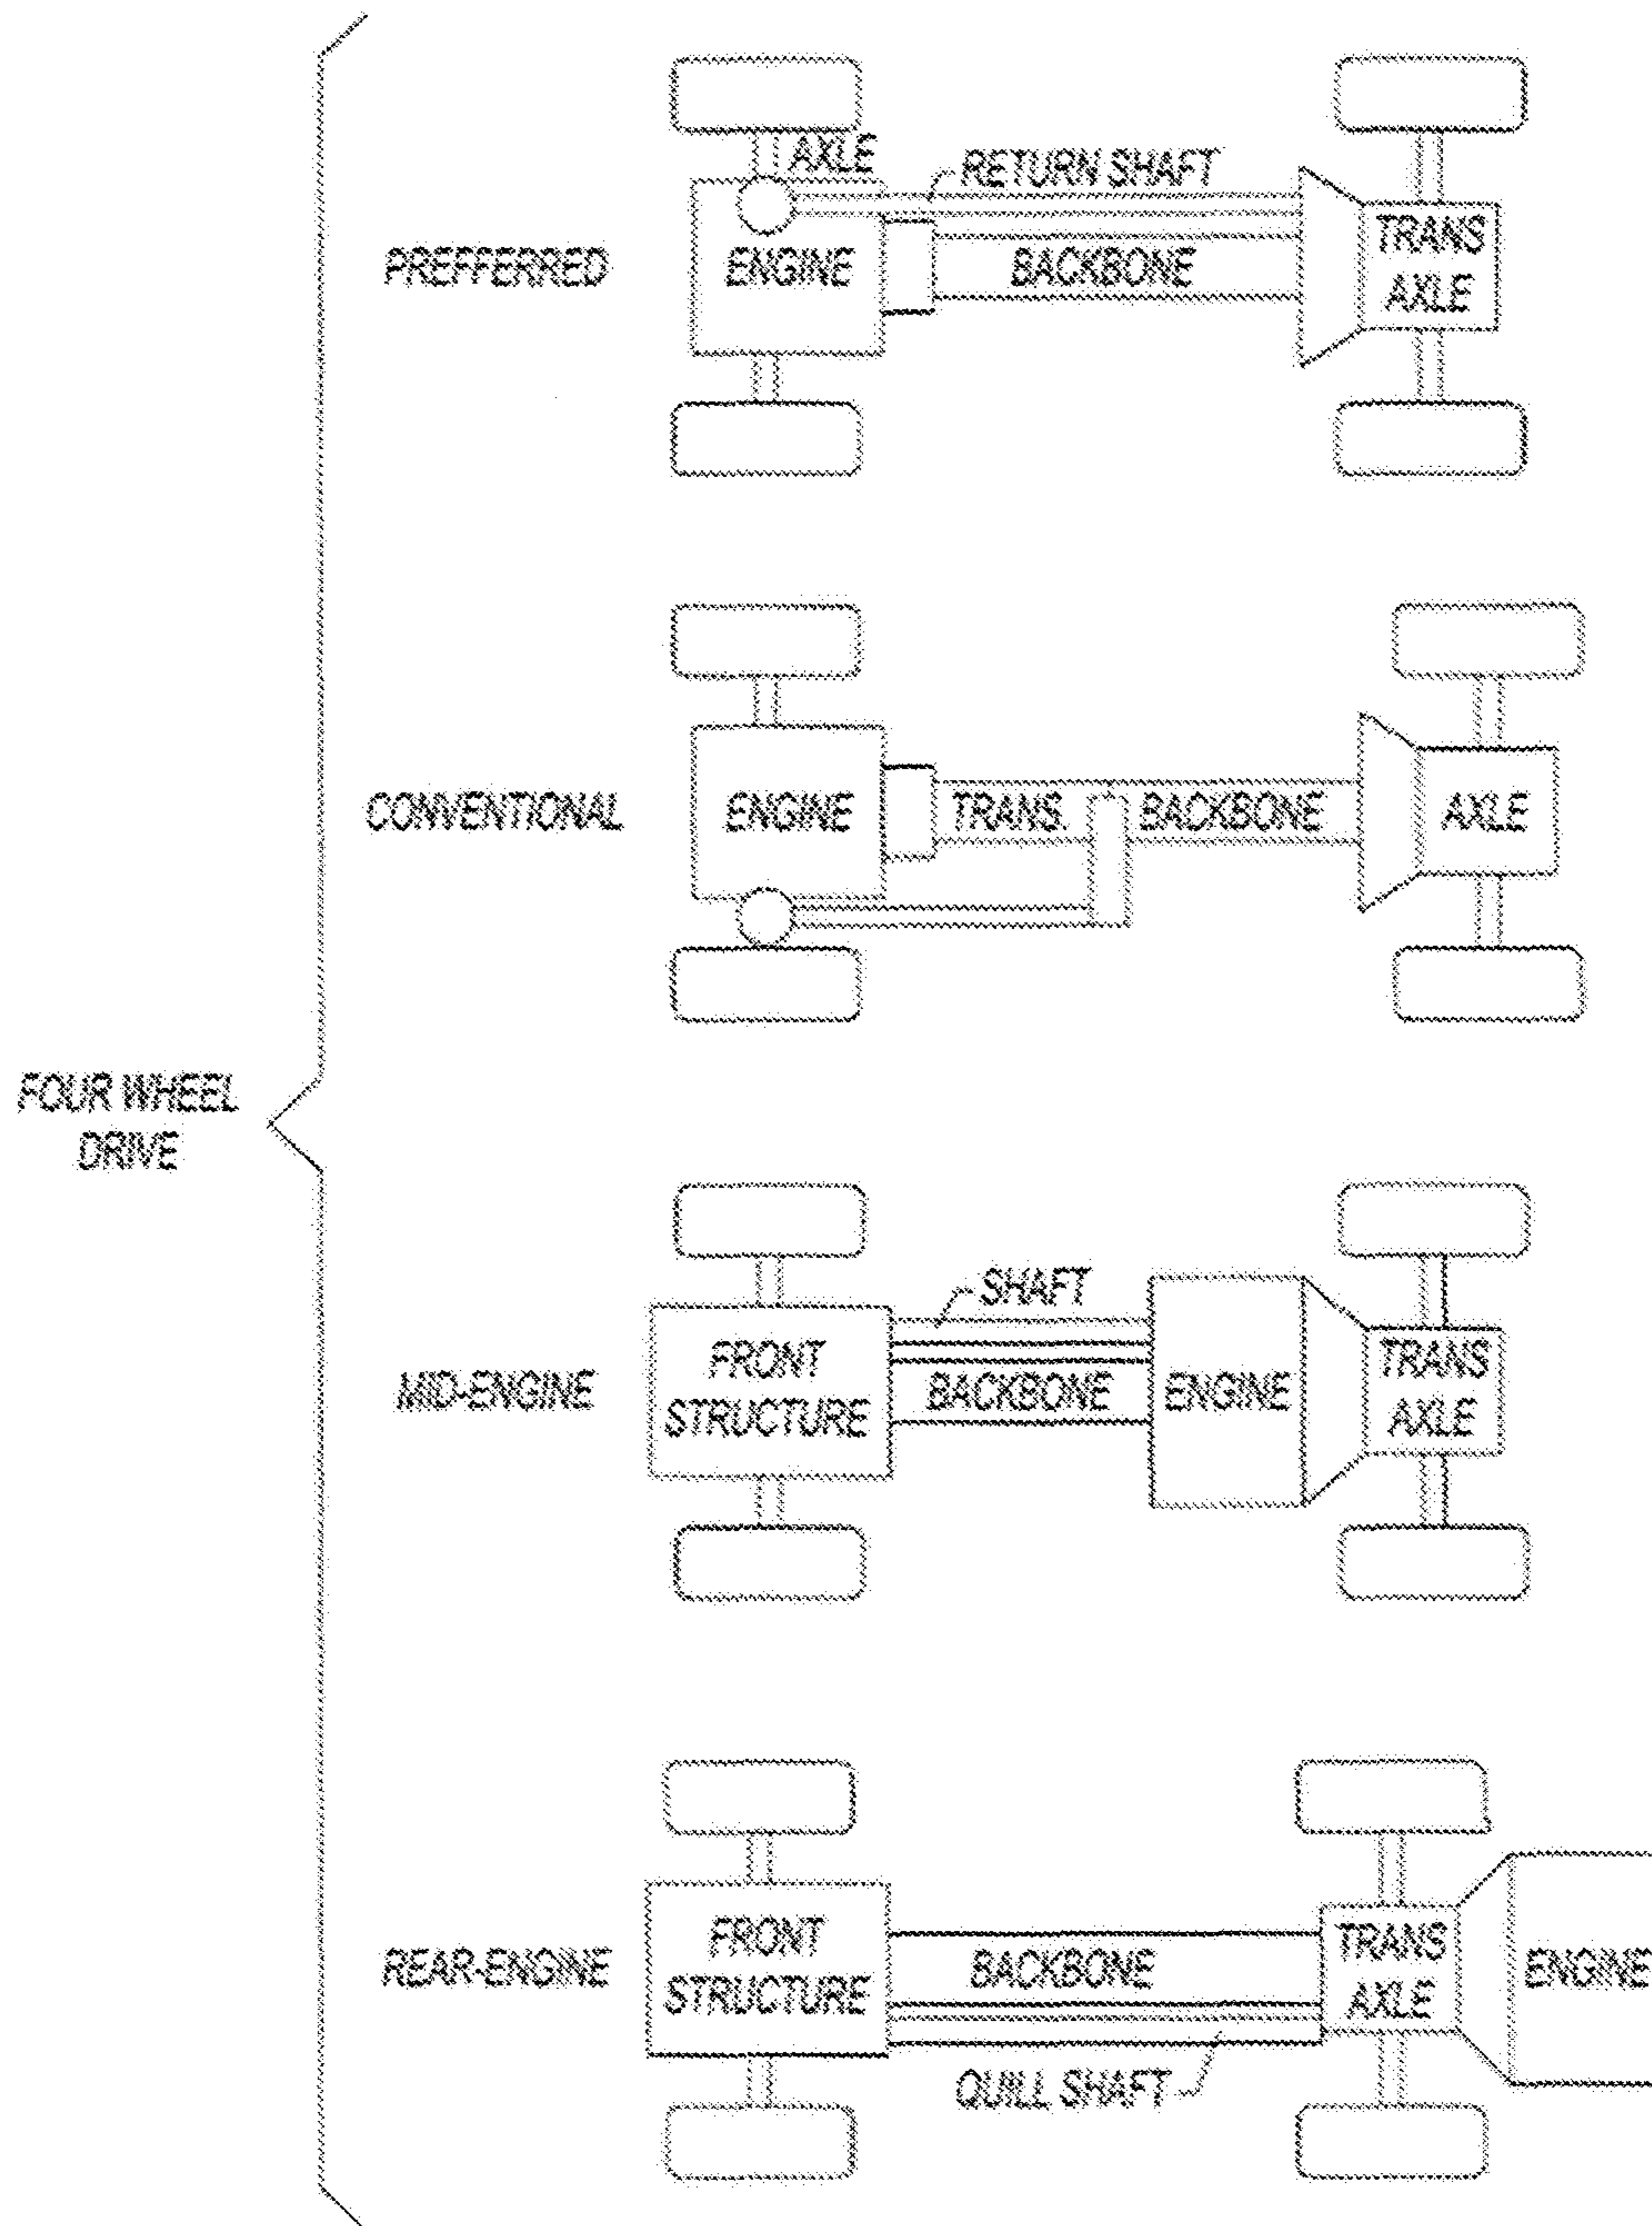 FOUR WHEEL
DRIVE
PREFFERRED
AXLE
RETURN SHAFT
ENGINE
BACKBONE
TRANS
AXLE
CONVENTIONAL
ENGINE
TRANS.
BACKBONE
AXLE
MID-ENGINE
FRONT
STRUCTURE
SHAFT
BACKBONE
ENGINE
TRANS
AXLE
REAR-ENGINE
FRONT
STRUCTURE
BACKBONE
QUILL SHAFT
TRANS
AXLE
ENGINE